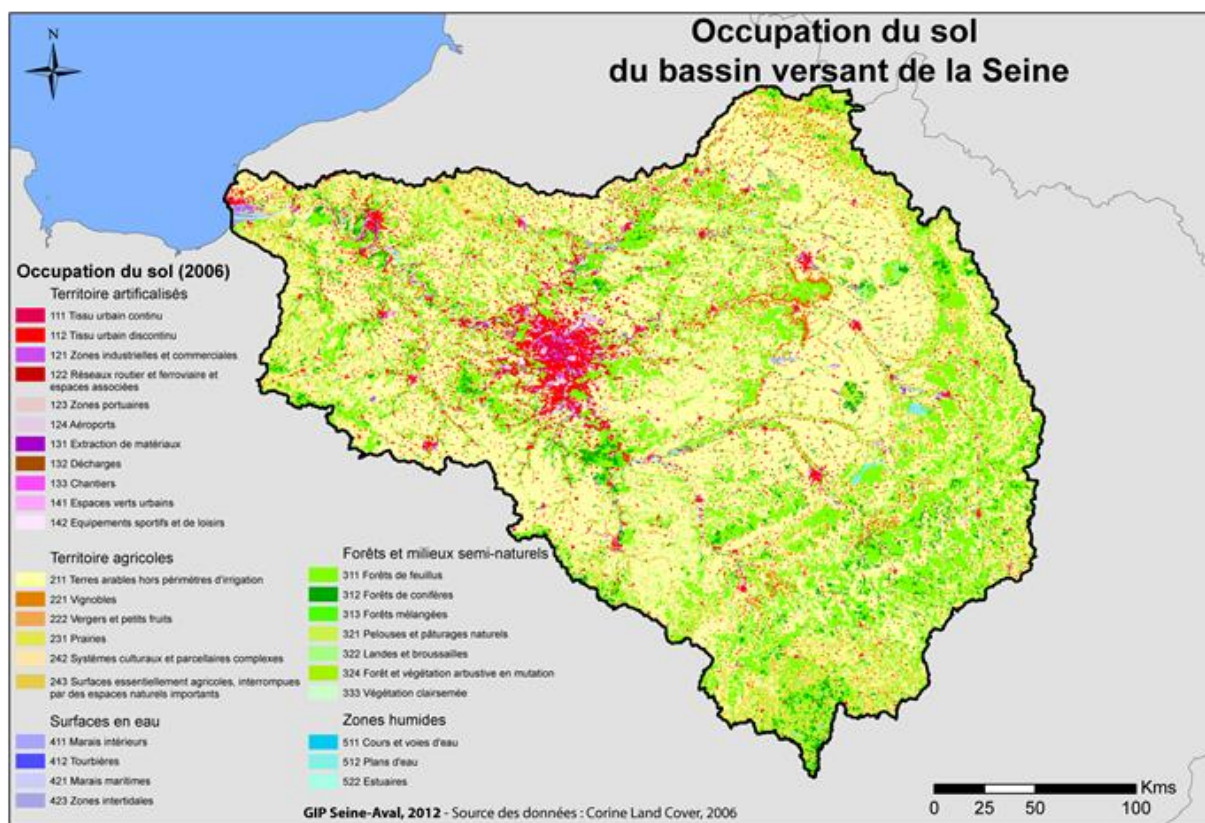 Occupation du sol
du bassin versant de la Seine
N
Occupation du sol (2006)
Territoire artificalisés
111 Tissu urbain continu
112 Tissu urbain discontinu
121 Zones industrielles et commerciales
122 Réseaux routier et ferroviaire et
espaces associées
123 Zones portuaires
124 Aéroports
131 Extraction de matériaux
132 Décharges
133 Chantiers
141 Espaces verts urbains
142 Equipements sportifs et de loisirs
Territoire agricoles
211 Terres arables hors périmètres d'irrigation
221 Vignobles
222 Vergers et petits fruits
231 Prairies
242 Systèmes culturaux et parcellaires complexes
243 Surfaces essentiellement agricoles, interrompues
par des espaces naturels importants
Surfaces en eau
411 Marais intérieurs
412 Tourbières
421 Marais maritimes
423 Zones intertidales
Forêts et milieux semi-naturels
311 Forêts de feuillus
312 Forêts de conifères
313 Forêts mélangées
321 Pelouses et pâturages naturels
322 Landes et broussailles
324 Forêt et végétation arbustive en mutation
333 Végétation clairsemée
Zones humides
511 Cours et voies d'eau
512 Plans d'eau
522 Estuaires
GIP Seine-Aval, 2012 - Source des données : Corine Land Cover, 2006
Kms
0 25 50 100